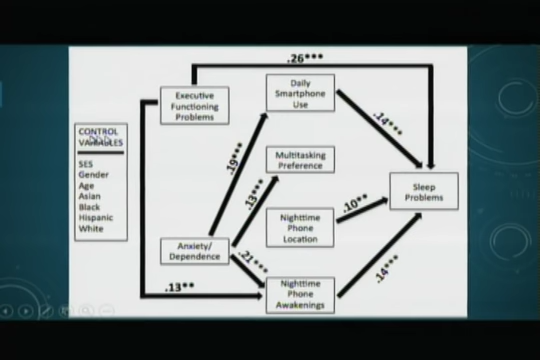 .26***
Executive
Functioning
Problems
Daily
Smartphone
Use
.14***
CONTROL
VARIABLES
SES
Gender
Age
Asian
Black
Hispanic
White
.19***
Multitasking
Preference
.13***
Sleep
Problems
Nighttime
Phone
Location
.10**
Anxiety/
Dependence
.21***
Nighttime
Phone
Awakenings
.14***
.13**